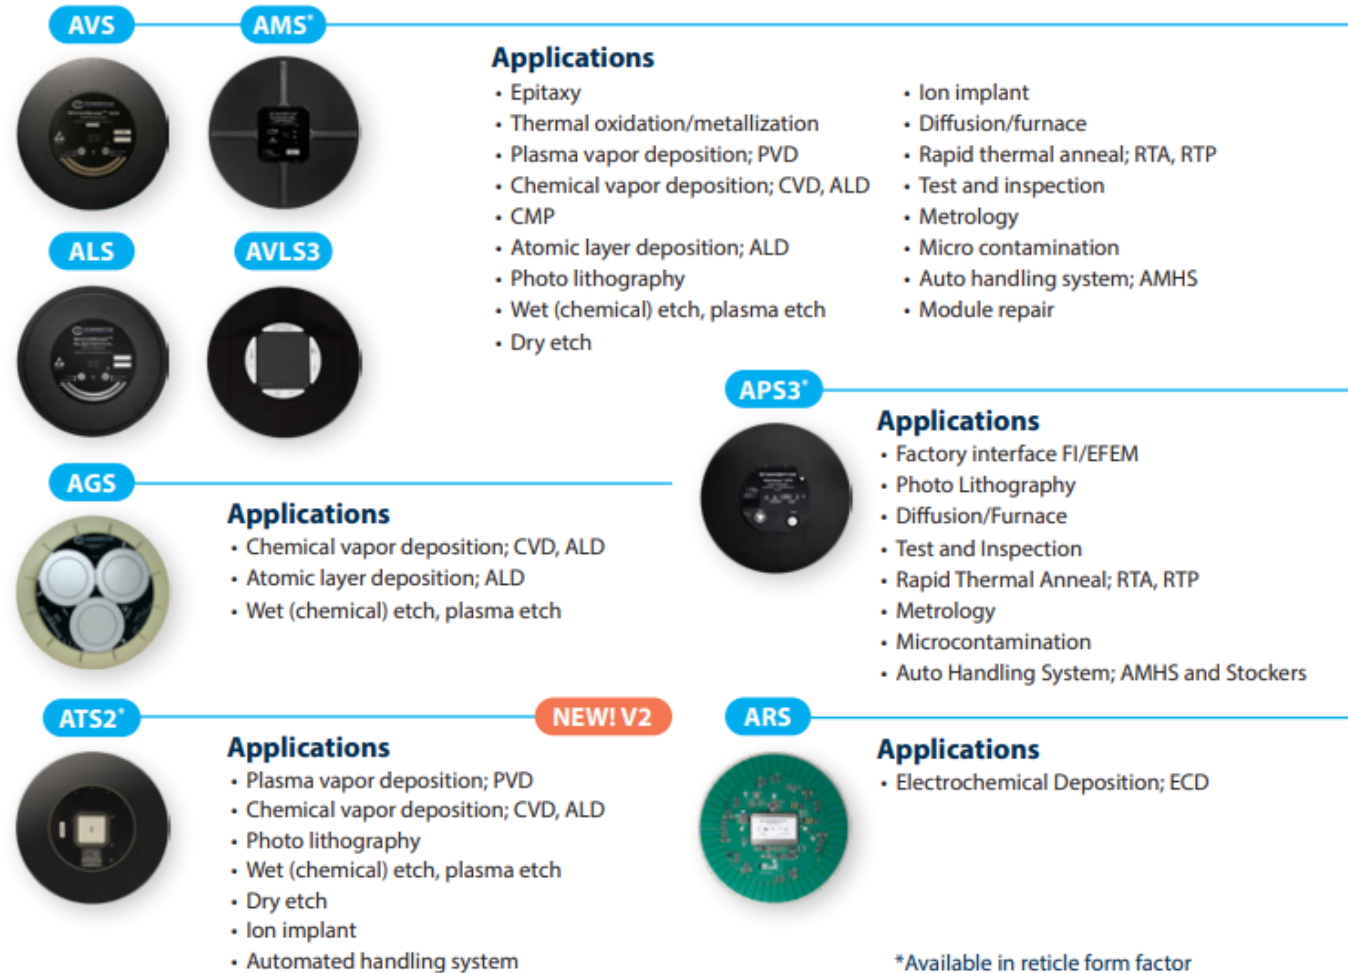 AVS
AMS*
Applications
• Epitaxy
• Thermal oxidation/metallization
• Plasma vapor deposition; PVD
• Chemical vapor deposition; CVD, ALD
• CMP
• Atomic layer deposition; ALD
• Photo lithography
• Wet (chemical) etch, plasma etch
• Dry etch
• Ion implant
• Diffusion/furnace
• Rapid thermal anneal; RTA, RTP
• Test and inspection
• Metrology
• Micro contamination
• Auto handling system; AMHS
• Module repair
ALS
AVLS3
APS3*
Applications
• Factory interface FI/EFEM
• Photo Lithography
• Diffusion/Furnace
• Test and Inspection
• Rapid Thermal Anneal; RTA, RTP
• Metrology
• Microcontamination
• Auto Handling System; AMHS and Stockers
AGS
Applications
• Chemical vapor deposition; CVD, ALD
• Atomic layer deposition; ALD
• Wet (chemical) etch, plasma etch
ATS2*
NEW! V2
Applications
• Plasma vapor deposition; PVD
• Chemical vapor deposition; CVD, ALD
• Photo lithography
• Wet (chemical) etch, plasma etch
• Dry etch
• Ion implant
• Automated handling system
ARS
Applications
• Electrochemical Deposition; ECD
*Available in reticle form factor